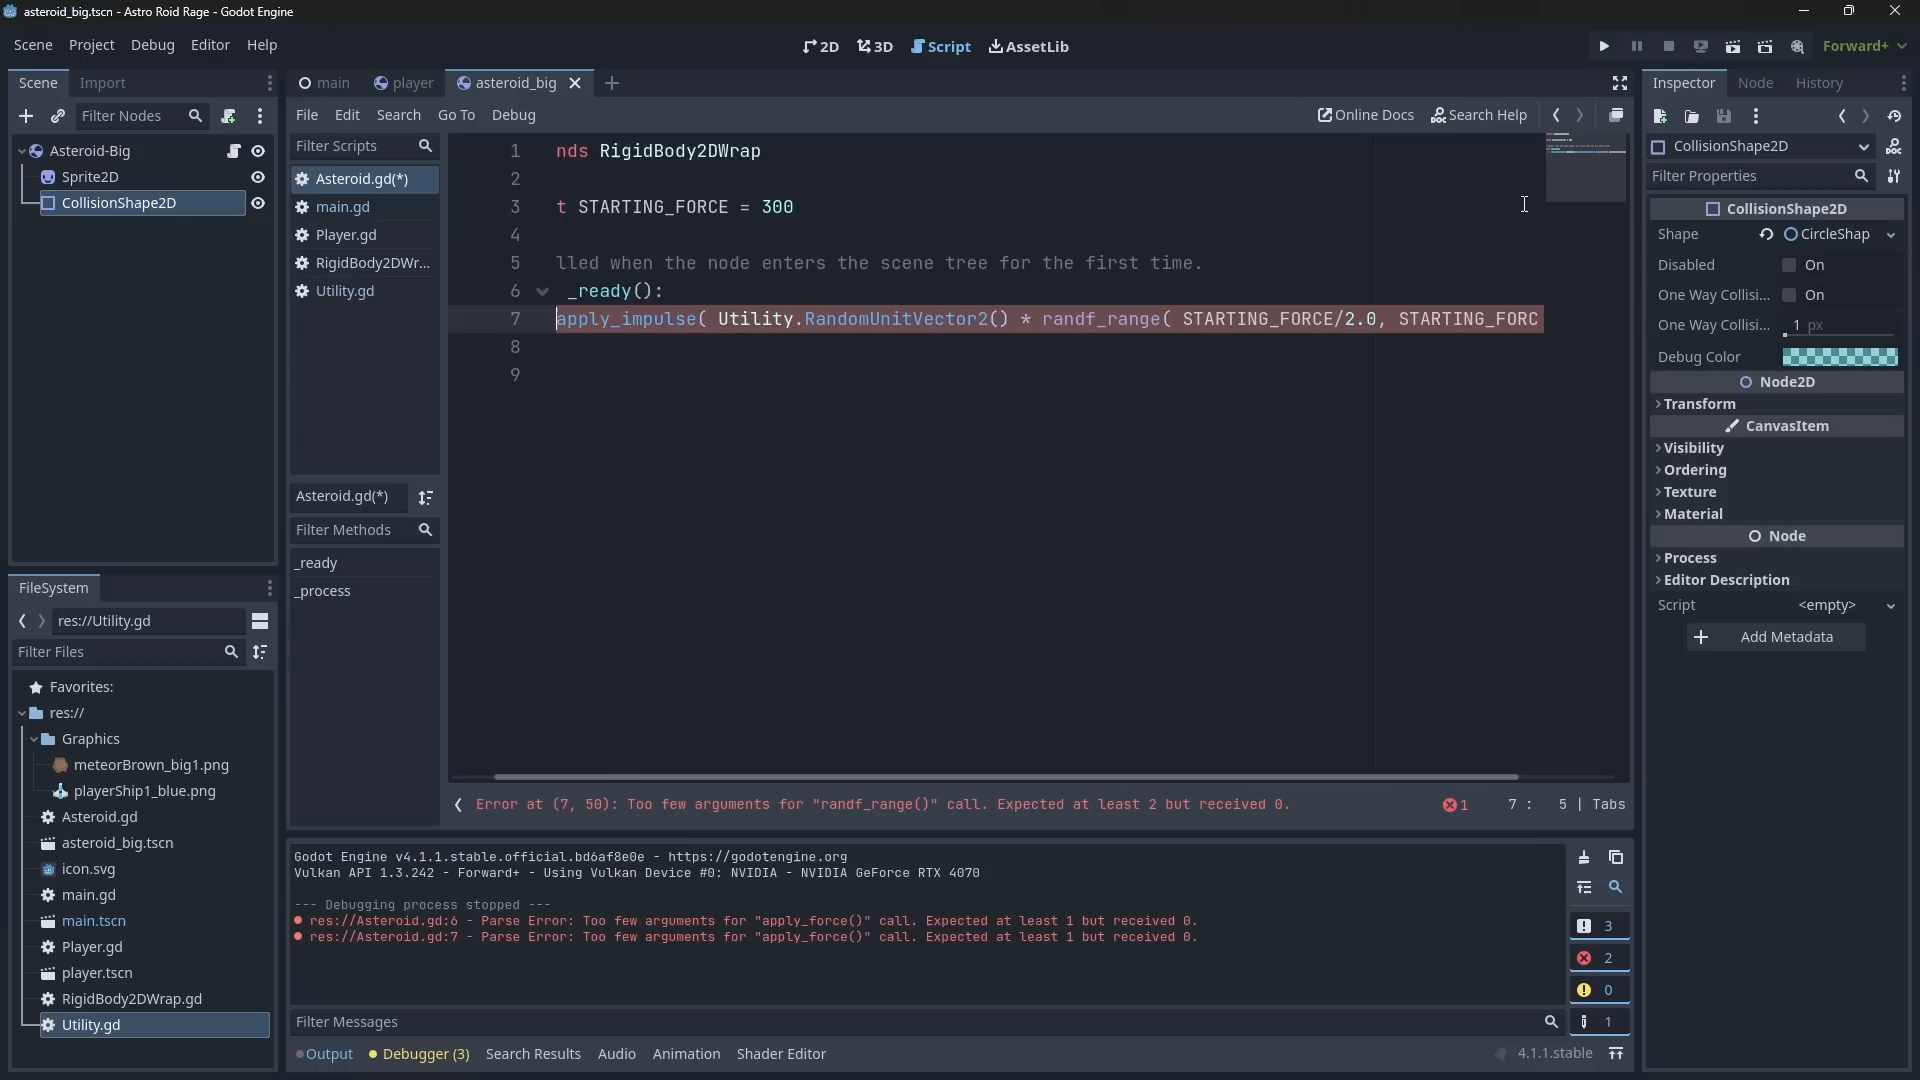 asteroid_big.tscn - Astro Roid Rage - Godot Engine
Scene Project Debug Editor Help
2D 3D Script AssetLib
Forward+
Scene Import
Filter Nodes
Asteroid-Big
Sprite2D
CollisionShape2D
FileSystem
res://Utility.gd
Filter Files
Favorites:
res://
Graphics
meteorBrown_big1.png
playerShip1_blue.png
Asteroid.gd
asteroid_big.tscn
icon.svg
main.gd
main.tscn
Player.gd
player.tscn
RigidBody2DWrap.gd
Utility.gd
main player asteroid_big
File Edit Search Go To Debug
Online Docs Search Help
Filter Scripts
Asteroid.gd(*)
main.gd
Player.gd
RigidBody2DWr...
Utility.gd
Asteroid.gd(*)
Filter Methods
_ready
_process
1 nds RigidBody2DWrap
2
3 t STARTING_FORCE = 300
4
5 lled when the node enters the scene tree for the first time.
6 _ready():
7 apply_impulse( Utility.RandomUnitVector2() * randf_range( STARTING_FORCE/2.0, STARTING_FORC
8
9
Error at (7, 50): Too few arguments for "randf_range()" call. Expected at least 2 but received 0.
1 7 : 5 | Tabs
Godot Engine v4.1.1.stable.official.bd6af8e0e - https://godotengine.org
Vulkan API 1.3.242 - Forward+ - Using Vulkan Device #0: NVIDIA - NVIDIA GeForce RTX 4070
--- Debugging process stopped ---
res://Asteroid.gd:6 - Parse Error: Too few arguments for "apply_force()" call. Expected at least 1 but received 0.
res://Asteroid.gd:7 - Parse Error: Too few arguments for "apply_force()" call. Expected at least 1 but received 0.
3
2
0
1
Filter Messages
Output Debugger (3) Search Results Audio Animation Shader Editor
4.1.1.stable
Inspector Node History
CollisionShape2D
Filter Properties
CollisionShape2D
Shape CircleShap
Disabled On
One Way Collisi... On
One Way Collisi... 1 px
Debug Color
Node2D
Transform
CanvasItem
Visibility
Ordering
Texture
Material
Node
Process
Editor Description
Script <empty>
Add Metadata